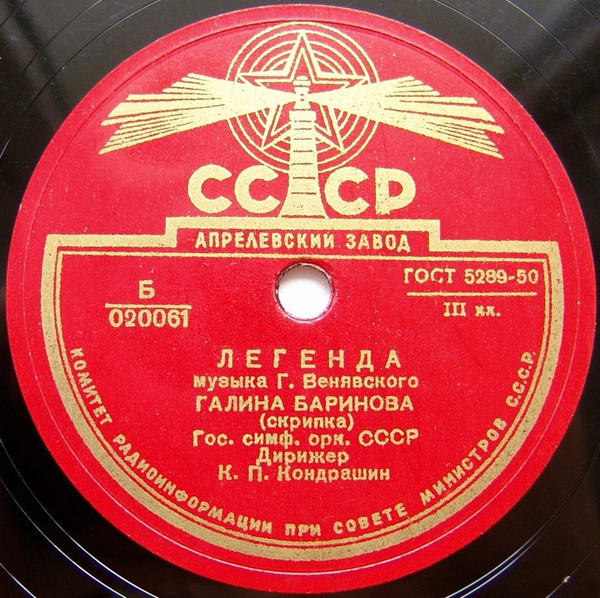 СССР
АПРЕЛЕВСКИЙ ЗАВОД
Б
020061
ГОСТ 5289-50
III кл.
ЛЕГЕНДА
музыка Г. Венявского
ГАЛИНА БАРИНОВА
(скрипка)
Гос. симф. орк. СССР
Дирижер
К. П. Кондрашин
КОМИТЕТ РАДИОИНФОРМАЦИИ ПРИ СОВЕТЕ МИНИСТРОВ С.С.С.Р.